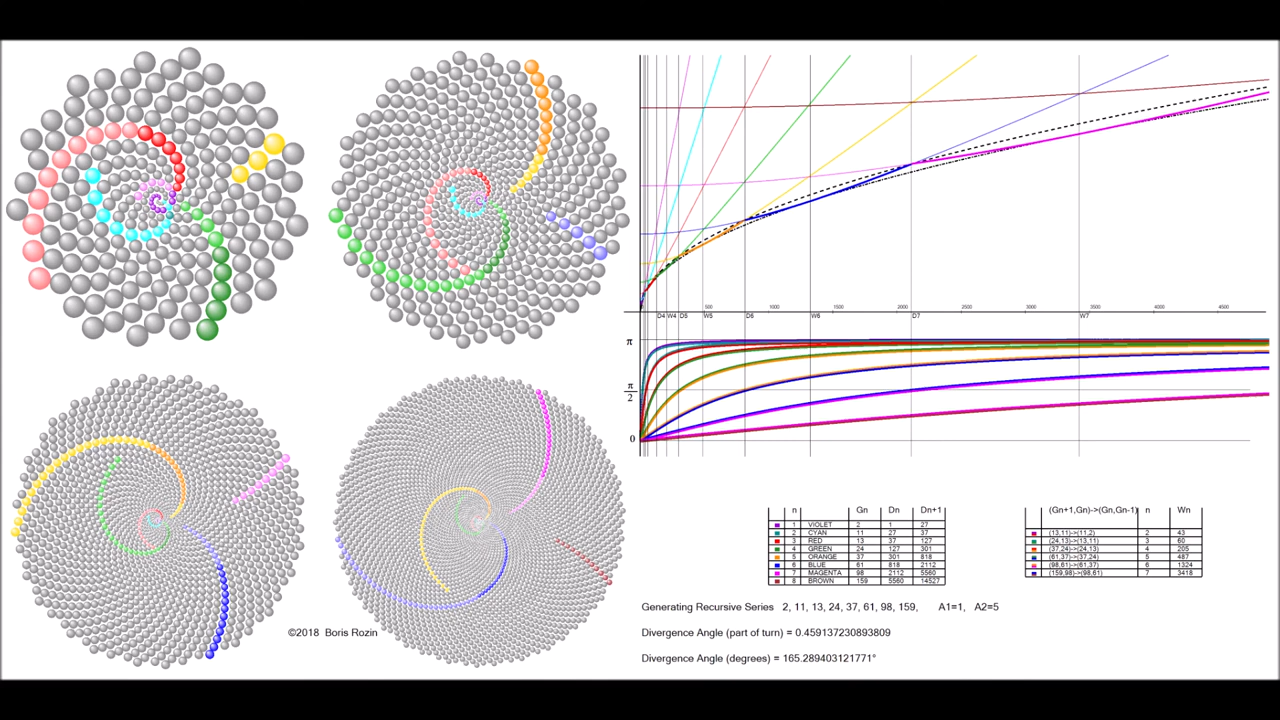 500 1000 1500 2000 2500 3000 3500 4000 4500
D4 W4 D5 W5 D6 W6 D7 W7
π
π
2
0
n Gn Dn Dn+1
1 VIOLET 2 1 27
2 CYAN 11 27 37
3 RED 13 37 127
4 GREEN 24 127 301
5 ORANGE 37 301 818
6 BLUE 61 818 2112
7 MAGENTA 98 2112 5560
8 BROWN 159 5560 14527
(Gn+1,Gn)->(Gn,Gn-1) n Wn
(13,11)->(11,2) 2 43
(24,13)->(13,11) 3 60
(37,24)->(24,13) 4 205
(61,37)->(37,24) 5 487
(98,61)->(61,37) 6 1324
(159,98)->(98,61) 7 3418
Generating Recursive Series 2, 11, 13, 24, 37, 61, 98, 159, A1=1, A2=5
©2018 Boris Rozin
Divergence Angle (part of turn) = 0.459137230893809
Divergence Angle (degrees) = 165.289403121771°